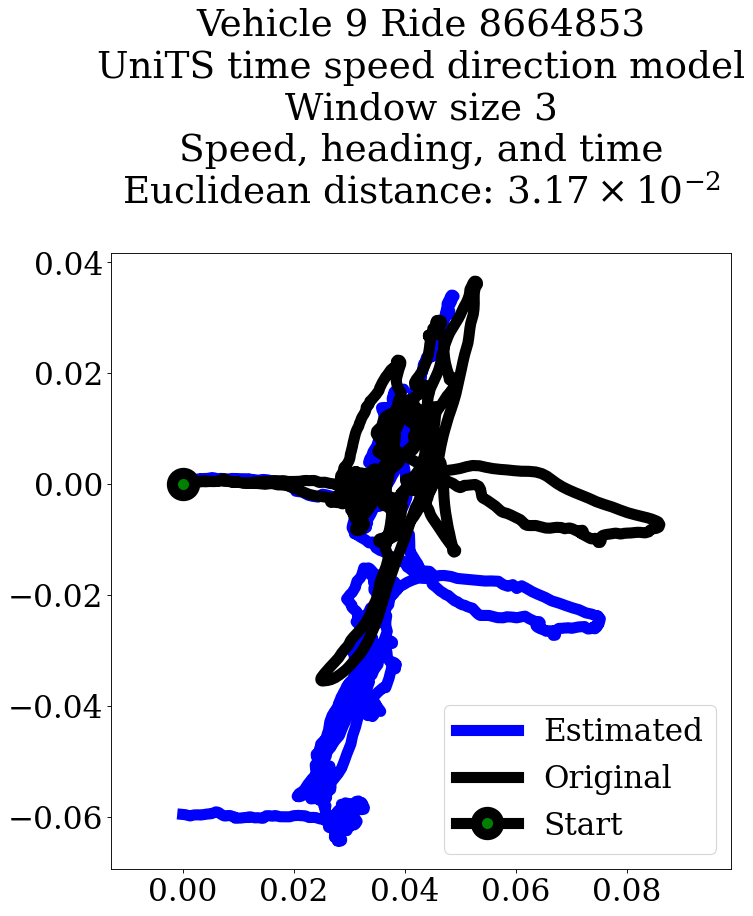 Vehicle 9 Ride 8664853
UniTS time speed direction model
Window size 3
Speed, heading, and time
Euclidean distance: 3.17 × 10⁻²
0.04
0.02
0.00
−0.02
−0.04
−0.06
Estimated
Original
Start
0.00 0.02 0.04 0.06 0.08